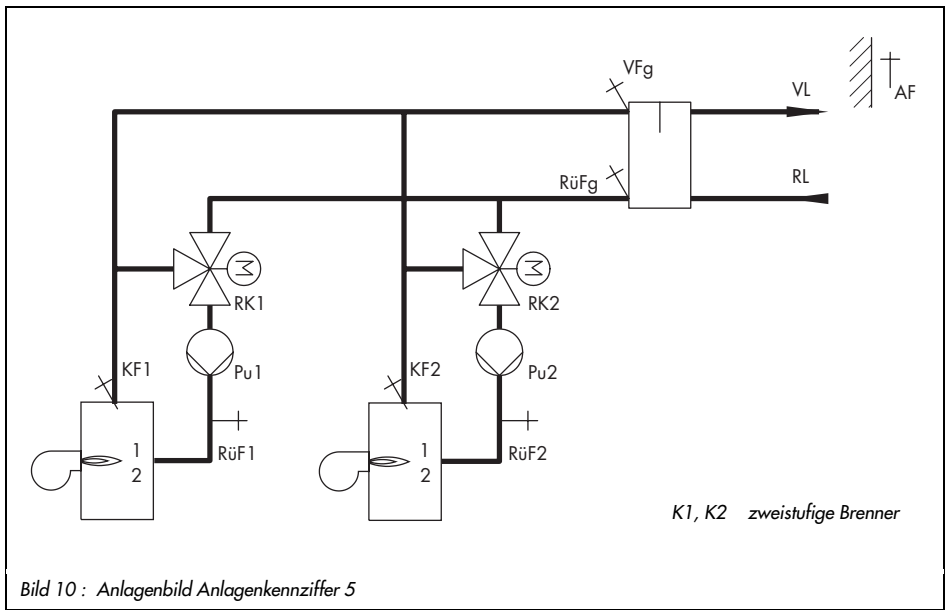 VFg
VL
AF
RüFg
RL
M
M
RK1
RK2
KF1
Pu1
KF2
Pu2
1
2
RüF1
1
2
RüF2
K1, K2 zweistufige Brenner
Bild 10 : Anlagenbild Anlagenkennziffer 5